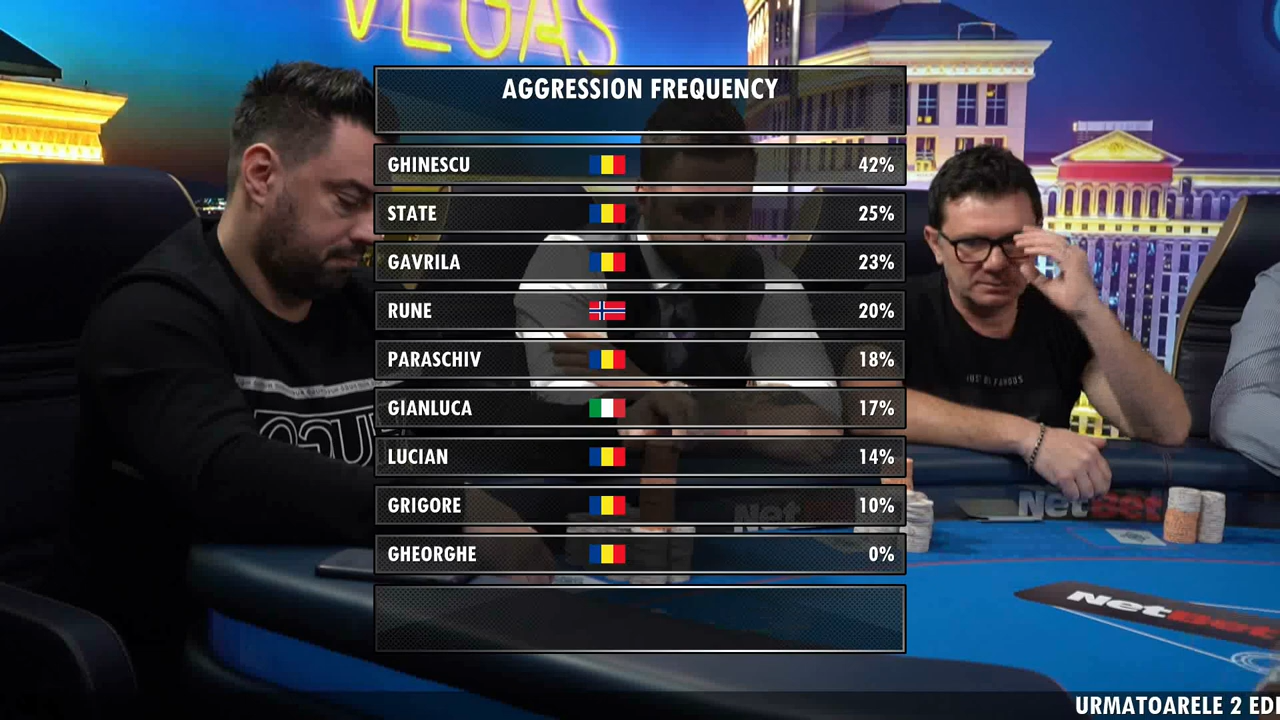 VEGAS
AGGRESSION FREQUENCY
GHINESCU 42%
STATE 25%
GAVRILA 23%
RUNE 20%
PARASCHIV 18%
GIANLUCA 17%
LUCIAN 14%
GRIGORE 10%
GHEORGHE 0%
NetBet
NetBet
NetBet
URMATOARELE 2 EDI